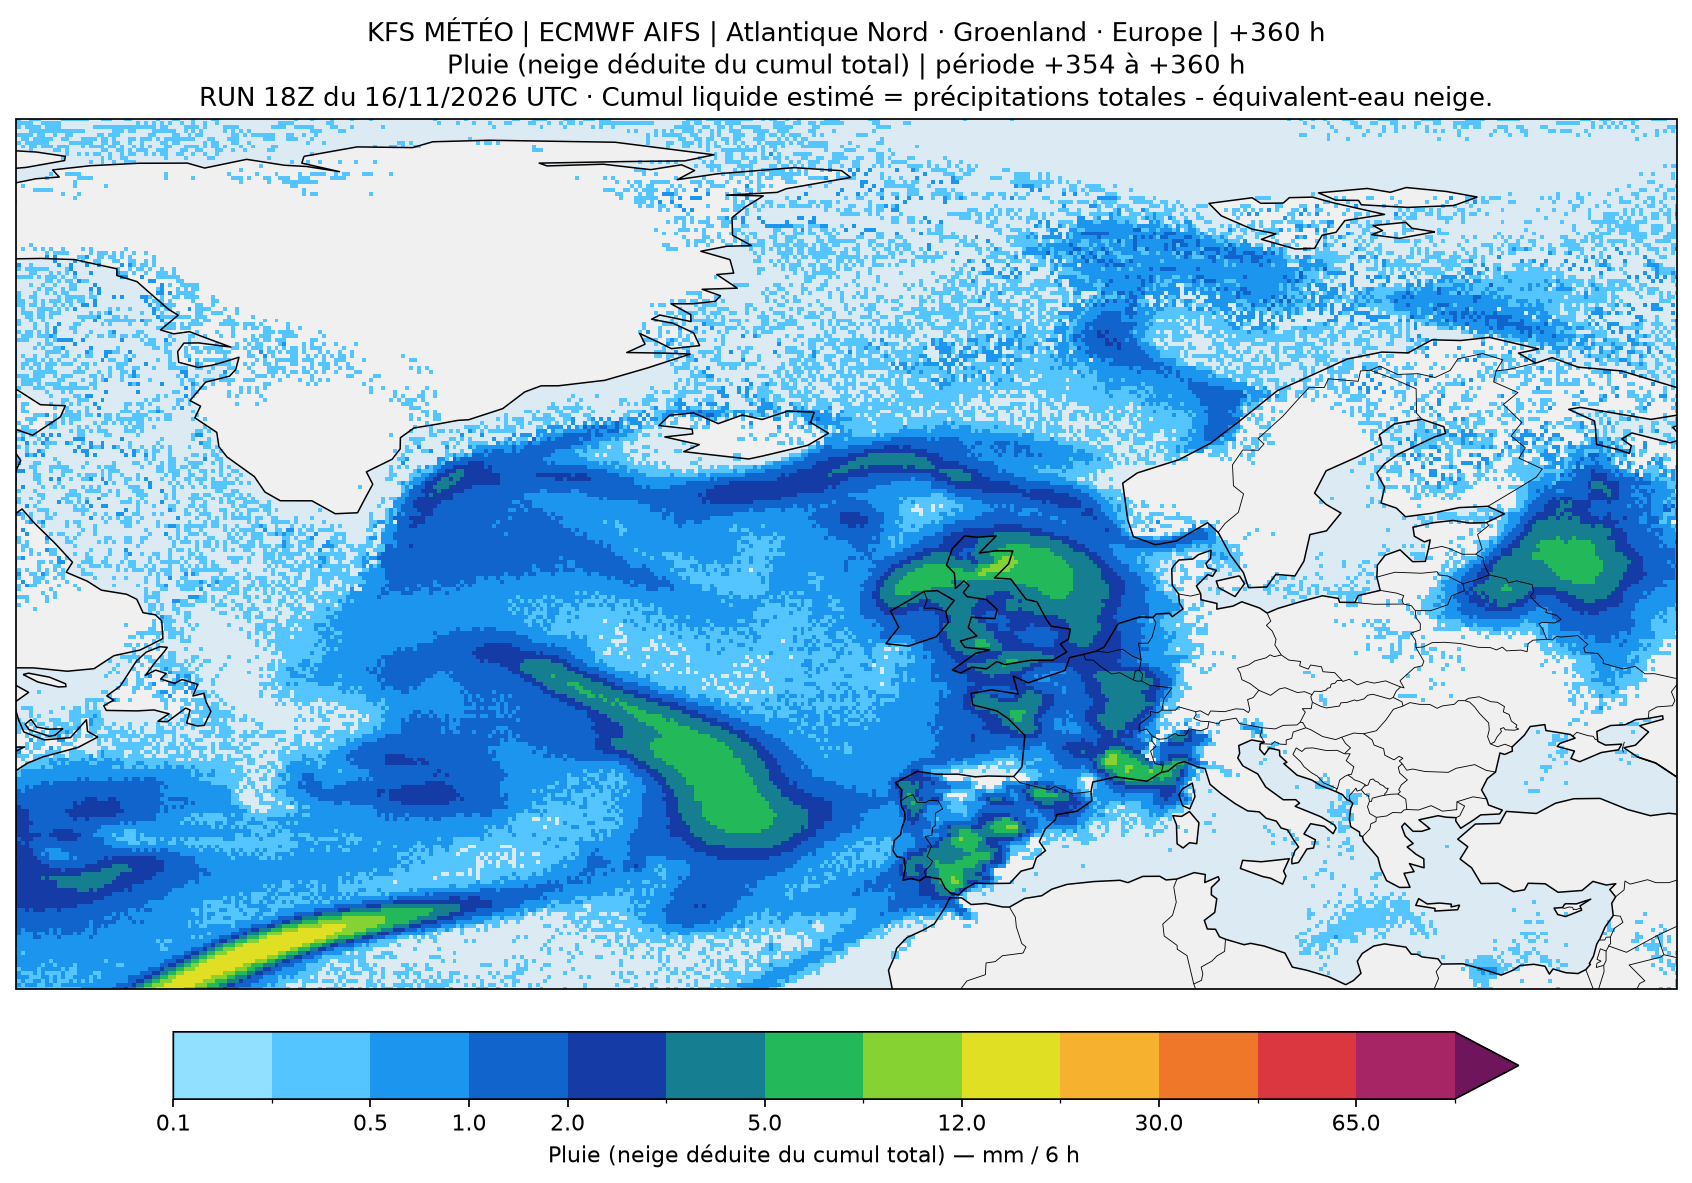 KFS MÉTÉO | ECMWF AIFS | Atlantique Nord · Groenland · Europe | +360 h
Pluie (neige déduite du cumul total) | période +354 à +360 h
RUN 18Z du 16/11/2026 UTC · Cumul liquide estimé = précipitations totales - équivalent-eau neige.
0.1 0.5 1.0 2.0 5.0 12.0 30.0 65.0
Pluie (neige déduite du cumul total) — mm / 6 h